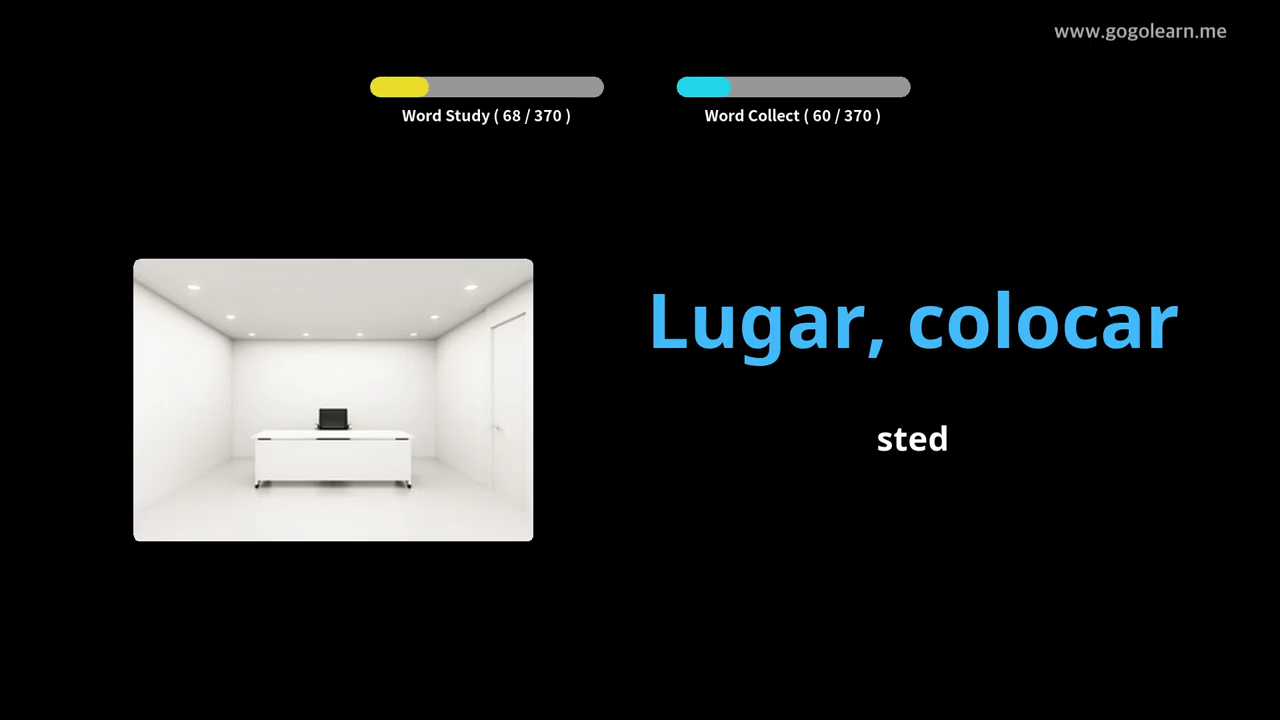 www.gogolearn.me
Word Study ( 68 / 370 )
Word Collect ( 60 / 370 )
Lugar, colocar
sted